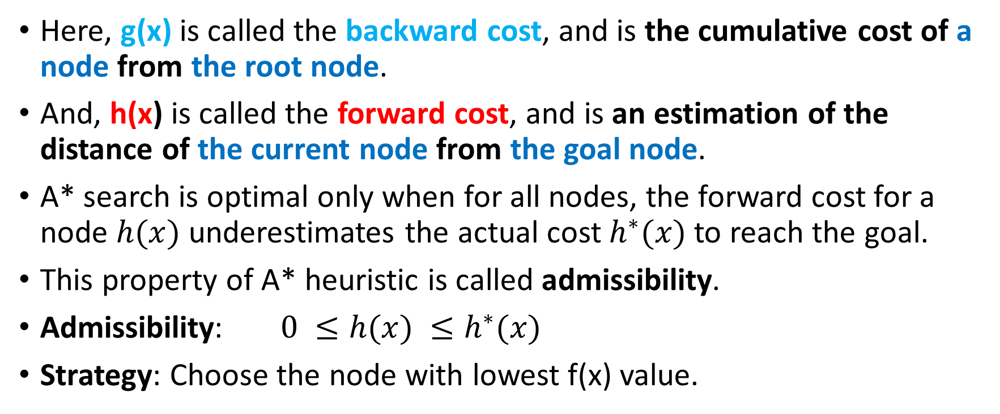 • Here, g(x) is called the backward cost, and is the cumulative cost of a
node from the root node.
• And, h(x) is called the forward cost, and is an estimation of the
distance of the current node from the goal node.
• A* search is optimal only when for all nodes, the forward cost for a
node h(x) underestimates the actual cost h*(x) to reach the goal.
• This property of A* heuristic is called admissibility.
• Admissibility: 0 ≤ h(x) ≤ h*(x)
• Strategy: Choose the node with lowest f(x) value.